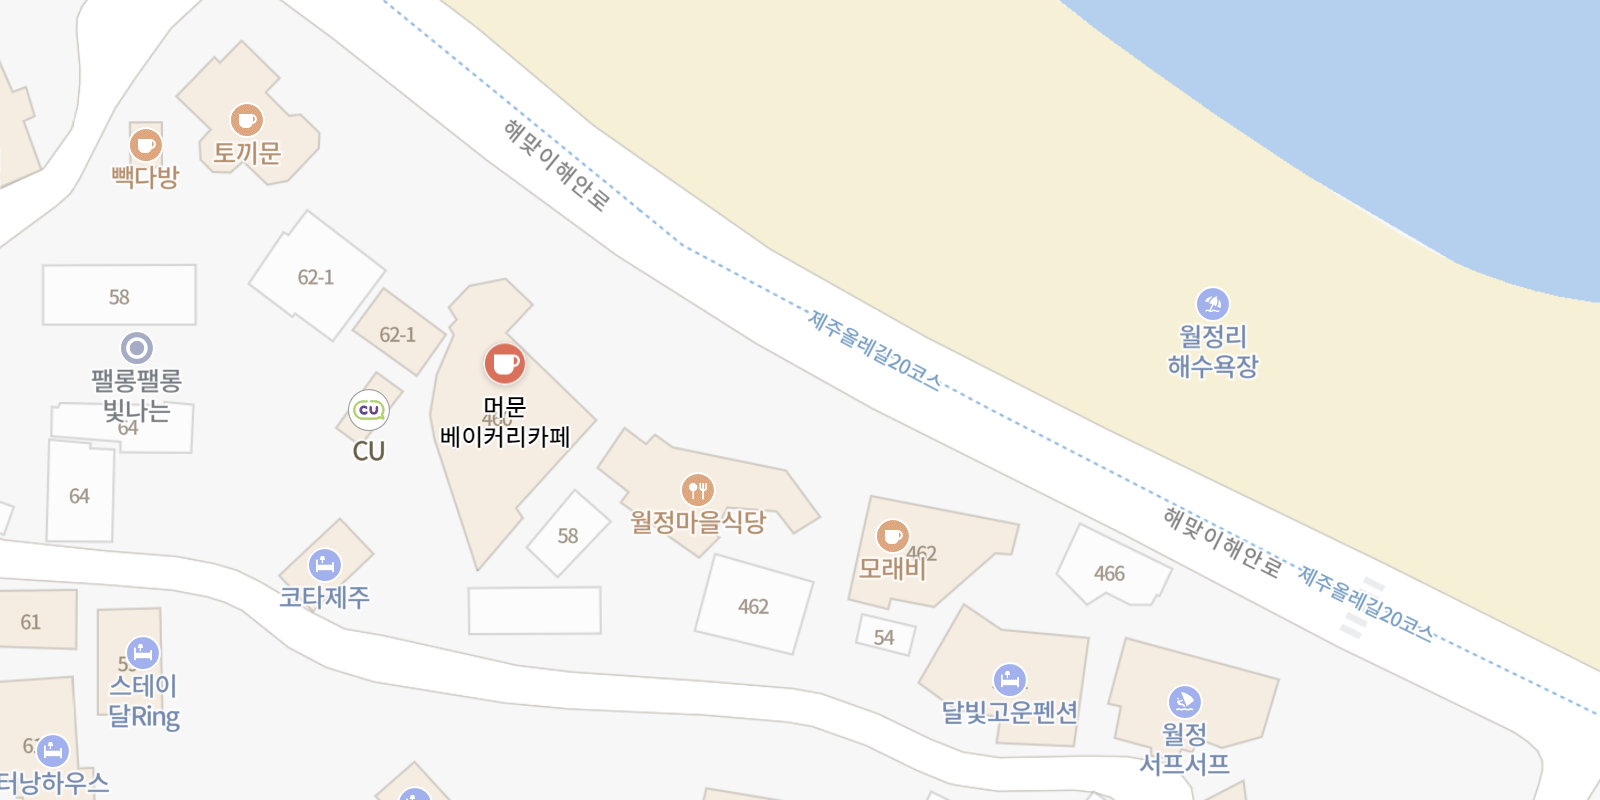 해맞이해안로
토끼문
빽다방
62-1
58
62-1
월정리
해수욕장
제주올레길20코스
팰롱팰롱
빛나는
64
CU
CU
머문
베이커리카페
64
월정마을식당
58
462
모래비
466
해맞이해안로
제주올레길20코스
코타제주
462
61
54
스테이
달Ring
달빛고운펜션
월정
서프서프
터낭하우스